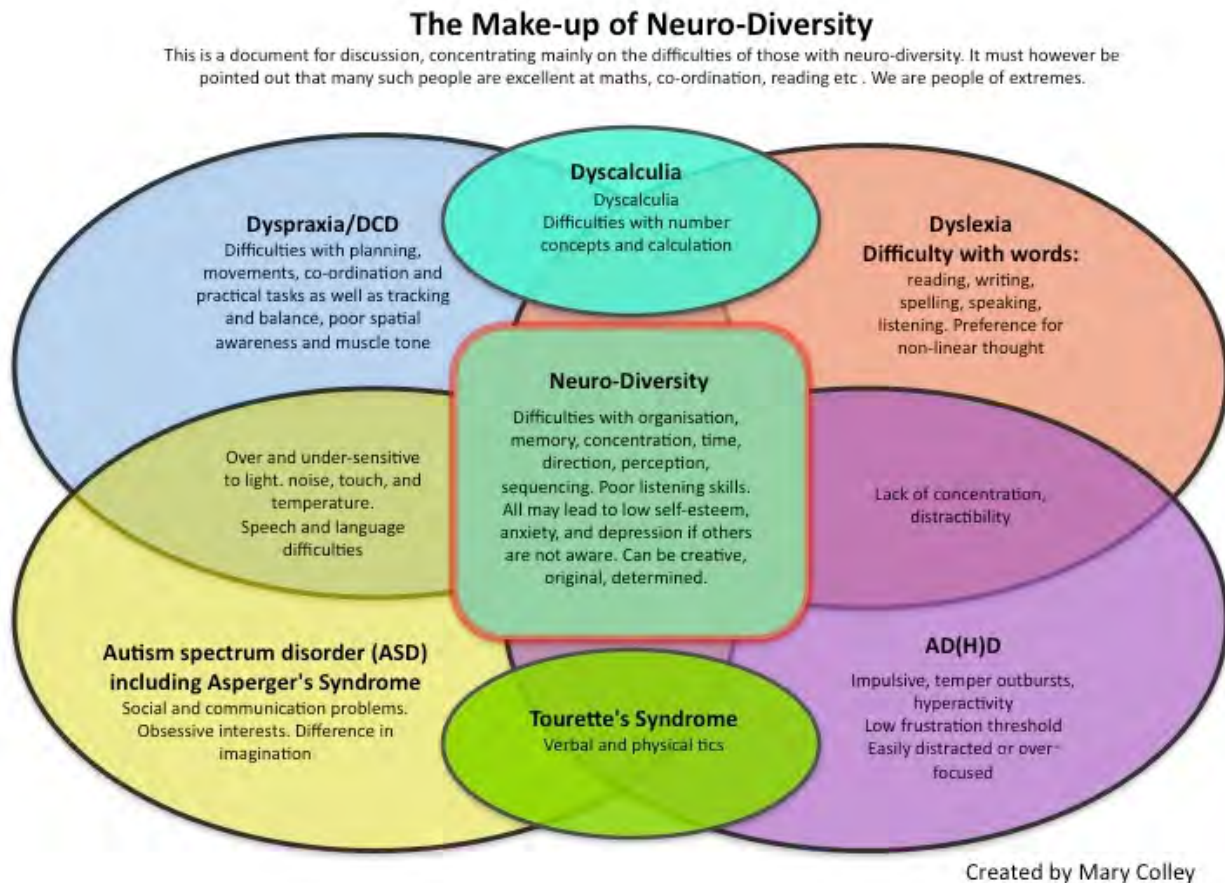 The Make-up of Neuro-Diversity
This is a document for discussion, concentrating mainly on the difficulties of those with neuro-diversity. It must however be
pointed out that many such people are excellent at maths, co-ordination, reading etc . We are people of extremes.
Dyscalculia
Dyscalculia
Difficulties with number
concepts and calculation
Dyspraxia/DCD
Difficulties with planning,
movements, co-ordination and
practical tasks as well as tracking
and balance, poor spatial
awareness and muscle tone
Dyslexia
Difficulty with words:
reading, writing,
spelling, speaking,
listening. Preference for
non-linear thought
Neuro-Diversity
Difficulties with organisation,
memory, concentration, time,
direction, perception,
sequencing. Poor listening skills.
All may lead to low self-esteem,
anxiety, and depression if others
are not aware. Can be creative,
original, determined.
Over and under-sensitive
to light. noise, touch, and
temperature.
Speech and language
difficulties
Lack of concentration,
distractibility
Autism spectrum disorder (ASD)
including Asperger's Syndrome
Social and communication problems.
Obsessive interests. Difference in
imagination
Tourette's Syndrome
Verbal and physical tics
AD(H)D
Impulsive, temper outbursts,
hyperactivity
Low frustration threshold
Easily distracted or over-
focused
Created by Mary Colley